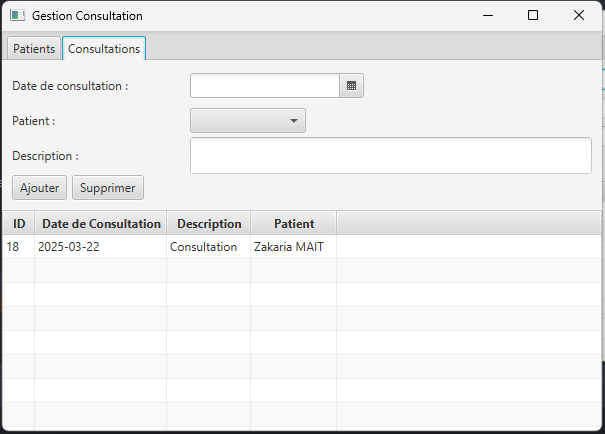 Gestion Consultation
Patients Consultations
Date de consultation :
Patient :
Description :
Ajouter Supprimer
ID Date de Consultation Description Patient
18 2025-03-22 Consultation Zakaria MAIT